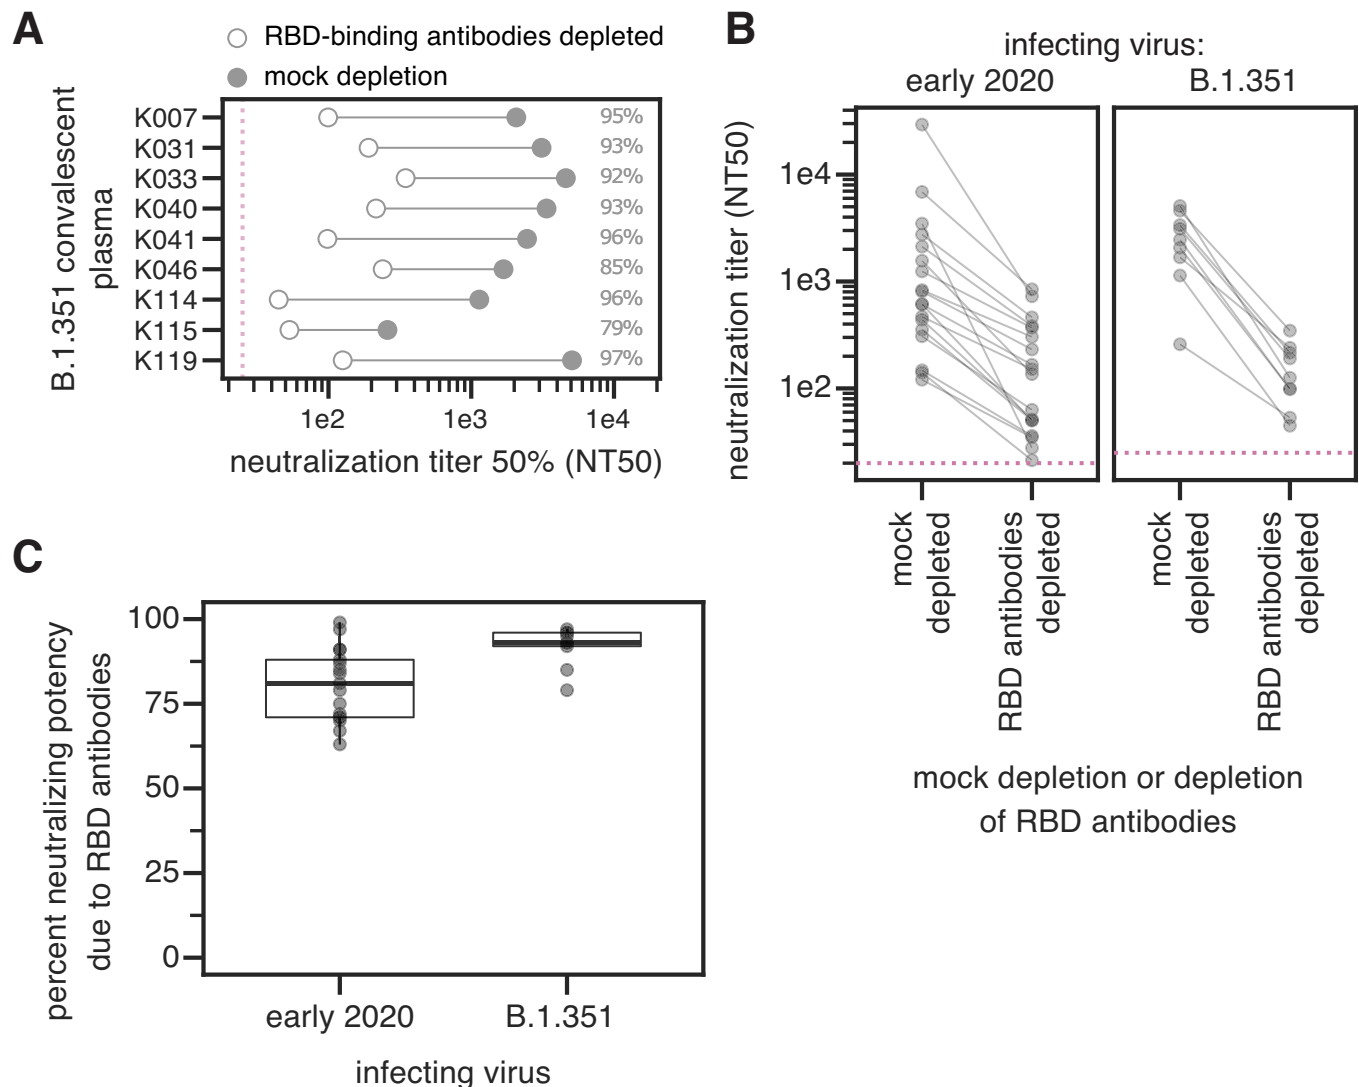 A
RBD-binding antibodies depleted
mock depletion
B.1.351 convalescent
plasma
K007
95%
K031
93%
K033
92%
K040
93%
K041
96%
K046
85%
K114
96%
K115
79%
K119
97%
1e2
1e3
1e4
neutralization titer 50% (NT50)
B
infecting virus:
early 2020
B.1.351
neutralization titer (NT50)
1e4
1e3
1e2
mock
depleted
RBD antibodies
depleted
mock
depleted
RBD antibodies
depleted
mock depletion or depletion
of RBD antibodies
C
percent neutralizing potency
due to RBD antibodies
100
75
50
25
0
early 2020
B.1.351
infecting virus